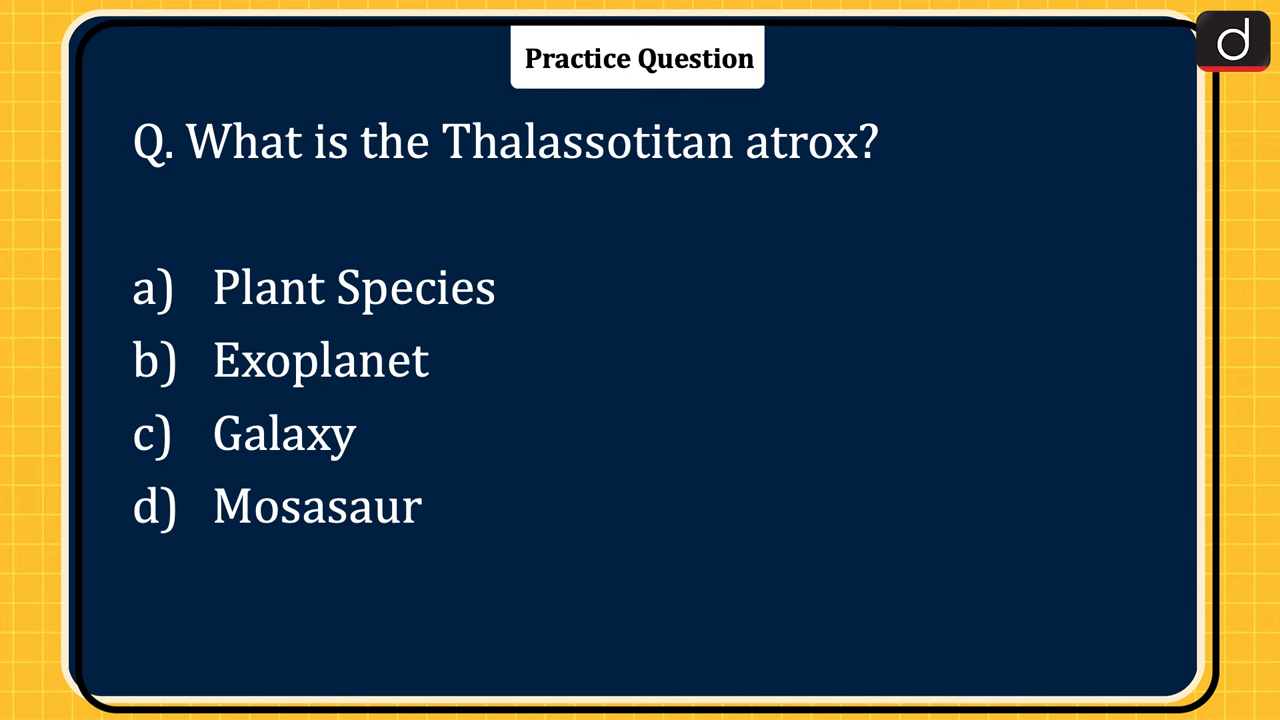 Practice Question
d
Q. What is the Thalassotitan atrox?
a) Plant Species
b) Exoplanet
c) Galaxy
d) Mosasaur